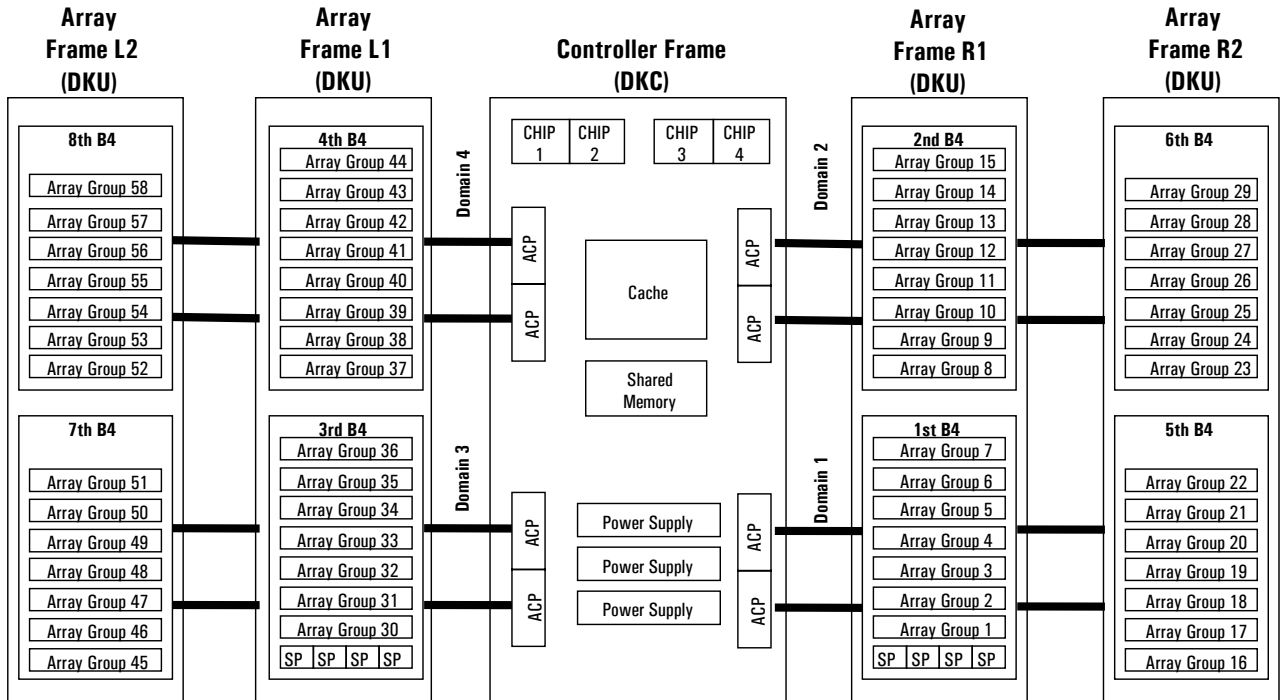 Array
Frame L2
(DKU)
8th B4
Array Group 58
Array Group 57
Array Group 56
Array Group 55
Array Group 54
Array Group 53
Array Group 52
7th B4
Array Group 51
Array Group 50
Array Group 49
Array Group 48
Array Group 47
Array Group 46
Array Group 45
Array
Frame L1
(DKU)
4th B4
Array Group 44
Array Group 43
Array Group 42
Array Group 41
Array Group 40
Array Group 39
Array Group 38
Array Group 37
3rd B4
Array Group 36
Array Group 35
Array Group 34
Array Group 33
Array Group 32
Array Group 31
Array Group 30
SP SP SP SP
Domain 4
Domain 3
Controller Frame
(DKC)
CHIP
1
CHIP
2
CHIP
3
CHIP
4
ACP
ACP
Cache
Shared
Memory
ACP
ACP
ACP
ACP
Power Supply
Power Supply
Power Supply
ACP
ACP
Domain 2
Domain 1
Array
Frame R1
(DKU)
2nd B4
Array Group 15
Array Group 14
Array Group 13
Array Group 12
Array Group 11
Array Group 10
Array Group 9
Array Group 8
1st B4
Array Group 7
Array Group 6
Array Group 5
Array Group 4
Array Group 3
Array Group 2
Array Group 1
SP SP SP SP
Array
Frame R2
(DKU)
6th B4
Array Group 29
Array Group 28
Array Group 27
Array Group 26
Array Group 25
Array Group 24
Array Group 23
5th B4
Array Group 22
Array Group 21
Array Group 20
Array Group 19
Array Group 18
Array Group 17
Array Group 16